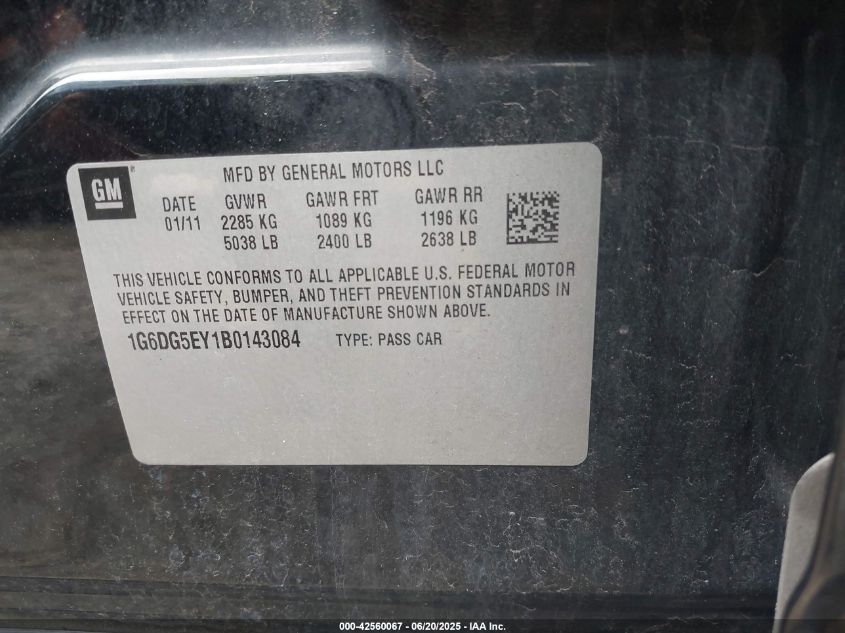 GM
MFD BY GENERAL MOTORS LLC
DATE GVWR GAWR FRT GAWR RR
01/11 2285 KG 1089 KG 1196 KG
5038 LB 2400 LB 2638 LB
THIS VEHICLE CONFORMS TO ALL APPLICABLE U.S. FEDERAL MOTOR
VEHICLE SAFETY, BUMPER, AND THEFT PREVENTION STANDARDS IN
EFFECT ON THE DATE OF MANUFACTURE SHOWN ABOVE.
1G6DG5EY1B0143084 TYPE: PASS CAR
000-42560067 - 06/20/2025 - IAA Inc.